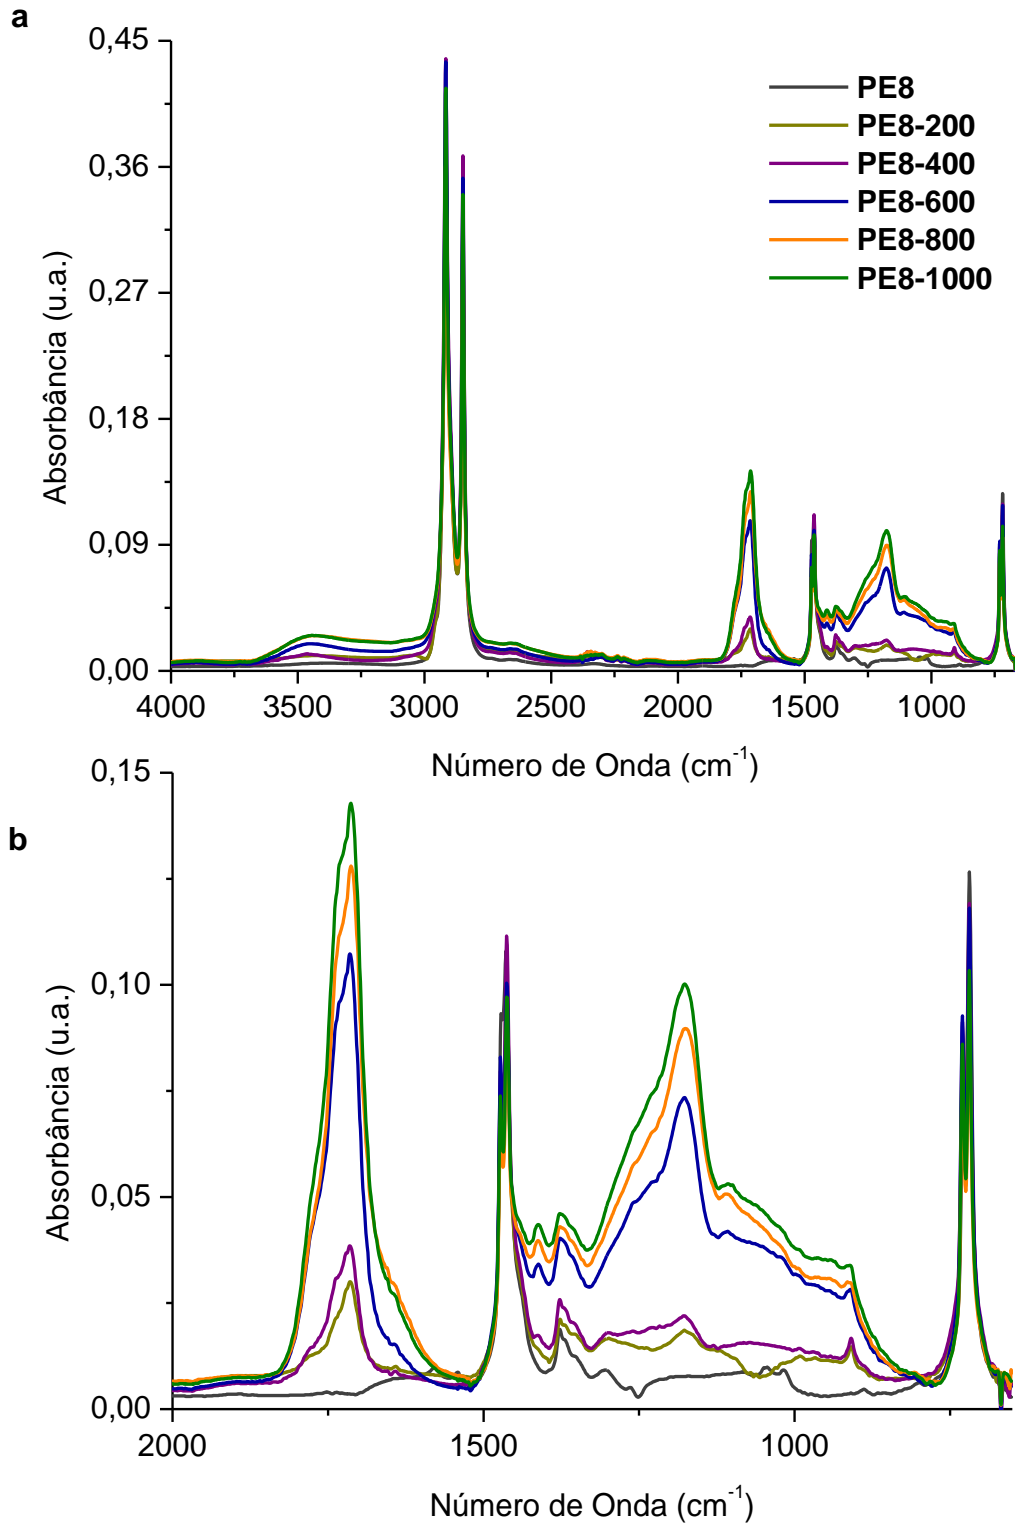 a
0,45
0,36
0,27
0,18
0,09
0,00
Absorbância (u.a.)
PE8
PE8-200
PE8-400
PE8-600
PE8-800
PE8-1000
4000 3500 3000 2500 2000 1500 1000
Número de Onda (cm⁻¹)
b
0,15
0,10
0,05
0,00
Absorbância (u.a.)
2000 1500 1000
Número de Onda (cm⁻¹)